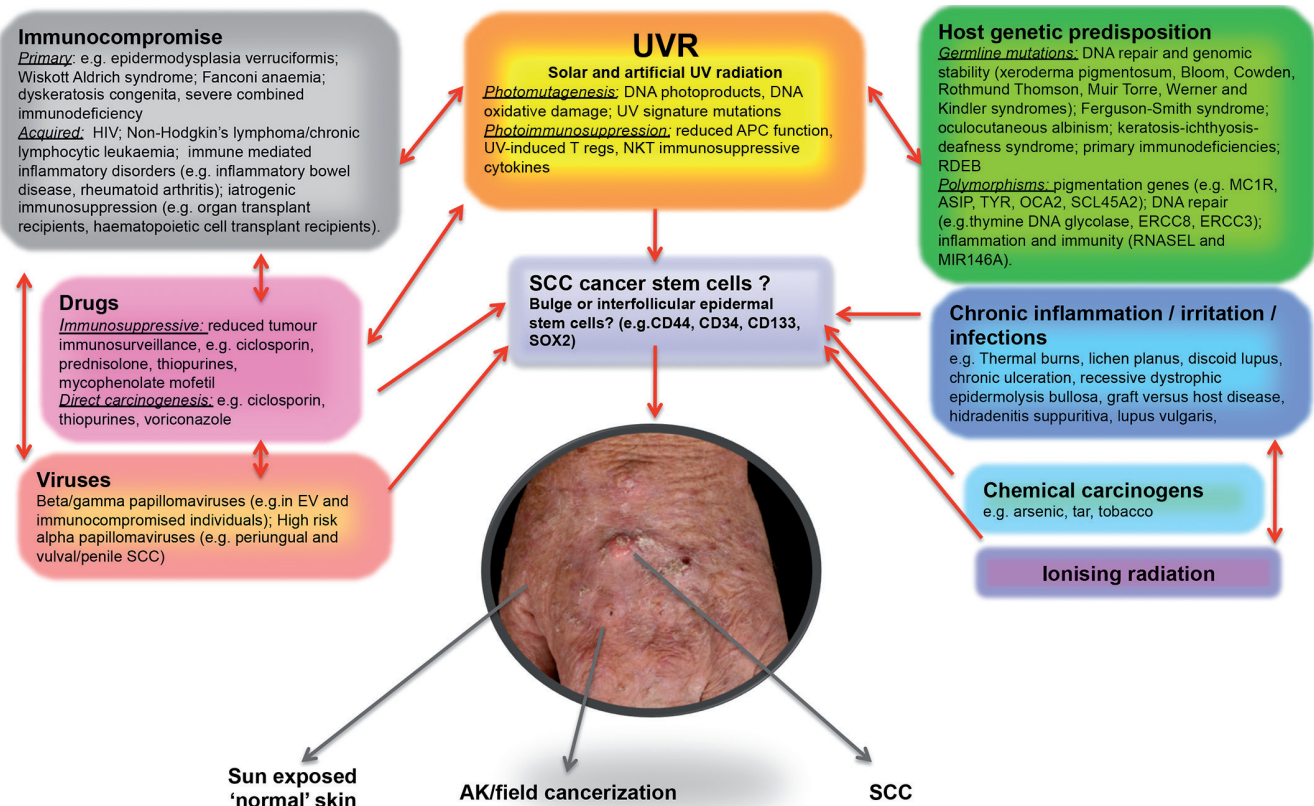 Immunocompromise
Primary: e.g. epidermodysplasia verruciformis;
Wiskott Aldrich syndrome; Fanconi anaemia;
dyskeratosis congenita, severe combined
immunodeficiency
Acquired: HIV; Non-Hodgkin's lymphoma/chronic
lymphocytic leukaemia; immune mediated
inflammatory disorders (e.g. inflammatory bowel
disease, rheumatoid arthritis); iatrogenic
immunosuppression (e.g. organ transplant
recipients, haematopoietic cell transplant recipients).
UVR
Solar and artificial UV radiation
Photomutagenesis: DNA photoproducts, DNA
oxidative damage; UV signature mutations
Photoimmunosuppression: reduced APC function,
UV-induced T regs, NKT immunosuppressive
cytokines
Host genetic predisposition
Germline mutations: DNA repair and genomic
stability (xeroderma pigmentosum, Bloom, Cowden,
Rothmund Thomson, Muir Torre, Werner and
Kindler syndromes); Ferguson-Smith syndrome;
oculocutaneous albinism; keratosis-ichthyosis-
deafness syndrome; primary immunodeficiencies;
RDEB
Polymorphisms: pigmentation genes (e.g. MC1R,
ASIP, TYR, OCA2, SCL45A2); DNA repair
(e.g.thymine DNA glycolase, ERCC8, ERCC3);
inflammation and immunity (RNASEL and
MIR146A).
Drugs
Immunosuppressive: reduced tumour
immunosurveillance, e.g. ciclosporin,
prednisolone, thiopurines,
mycophenolate mofetil
Direct carcinogenesis: e.g. ciclosporin,
thiopurines, voriconazole
SCC cancer stem cells ?
Bulge or interfollicular epidermal
stem cells? (e.g.CD44, CD34, CD133,
SOX2)
Chronic inflammation / irritation /
infections
e.g. Thermal burns, lichen planus, discoid lupus,
chronic ulceration, recessive dystrophic
epidermolysis bullosa, graft versus host disease,
hidradenitis suppuritiva, lupus vulgaris,
Viruses
Beta/gamma papillomaviruses (e.g.in EV and
immunocompromised individuals); High risk
alpha papillomaviruses (e.g. periungual and
vulval/penile SCC)
Chemical carcinogens
e.g. arsenic, tar, tobacco
Ionising radiation
Sun exposed
'normal' skin
AK/field cancerization
SCC